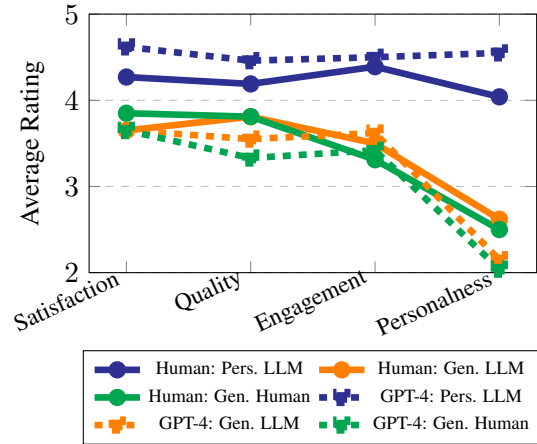 5
4
3
2
Average Rating
Satisfaction
Quality
Engagement
Personalness
Human: Pers. LLM
Human: Gen. LLM
Human: Gen. Human
GPT-4: Pers. LLM
GPT-4: Gen. LLM
GPT-4: Gen. Human